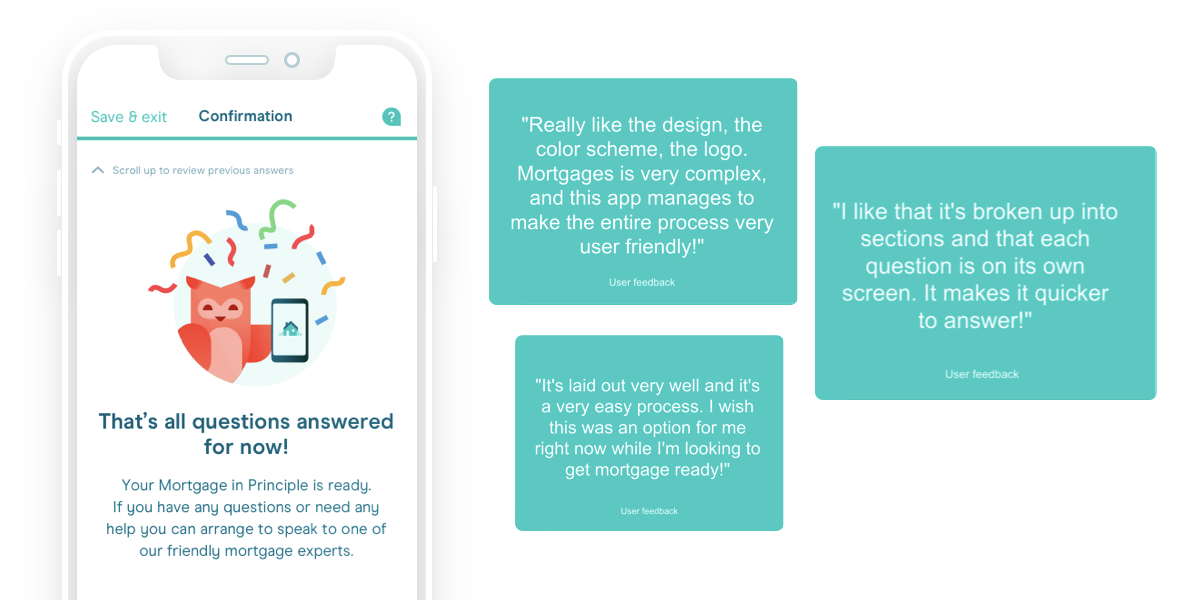 Save & exit
Confirmation
?
Scroll up to review previous answers
That's all questions answered
for now!
Your Mortgage in Principle is ready.
If you have any questions or need any
help you can arrange to speak to one of
our friendly mortgage experts.
"Really like the design, the
color scheme, the logo.
Mortgages is very complex,
and this app manages to
make the entire process very
user friendly!"
User feedback
"It's laid out very well and it's
a very easy process. I wish
this was an option for me
right now while I'm looking to
get mortgage ready!"
User feedback
"I like that it's broken up into
sections and that each
question is on its own
screen. It makes it quicker
to answer!"
User feedback